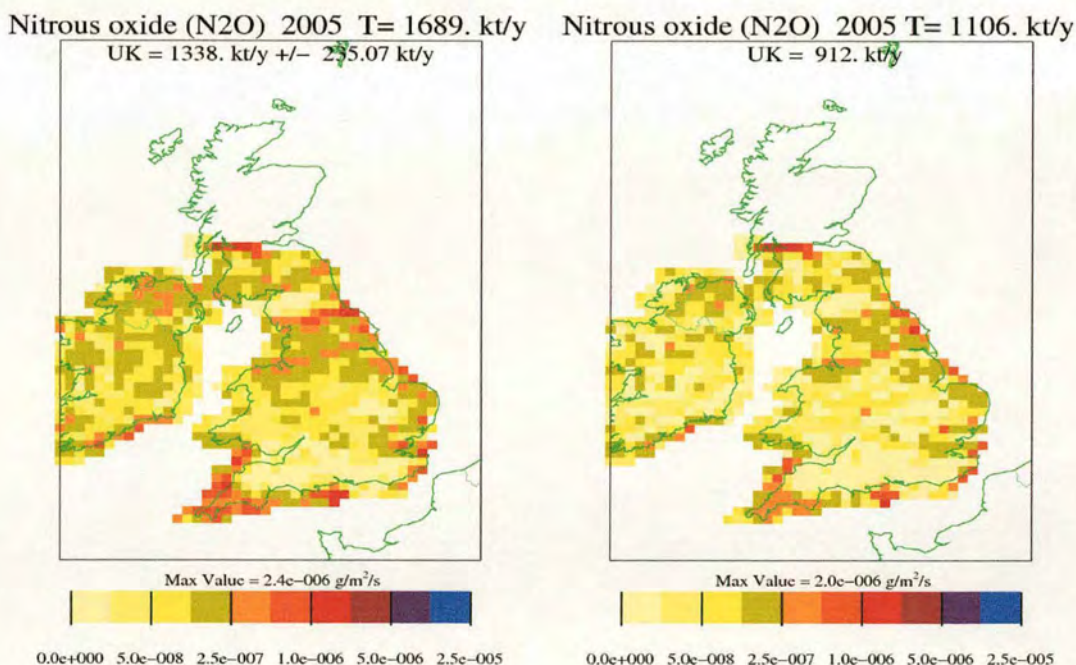 Nitrous oxide (N2O) 2005 T= 1689. kt/y
UK = 1338. kt/y +/− 235.07 kt/y
Max Value = 2.4e−006 g/m²/s
0.0e+000 5.0e−008 2.5e−007 1.0e−006 5.0e−006 2.5e−005
Nitrous oxide (N2O) 2005 T= 1106. kt/y
UK = 912. kt/y
Max Value = 2.0e−006 g/m²/s
0.0e+000 5.0e−008 2.5e−007 1.0e−006 5.0e−006 2.5e−005